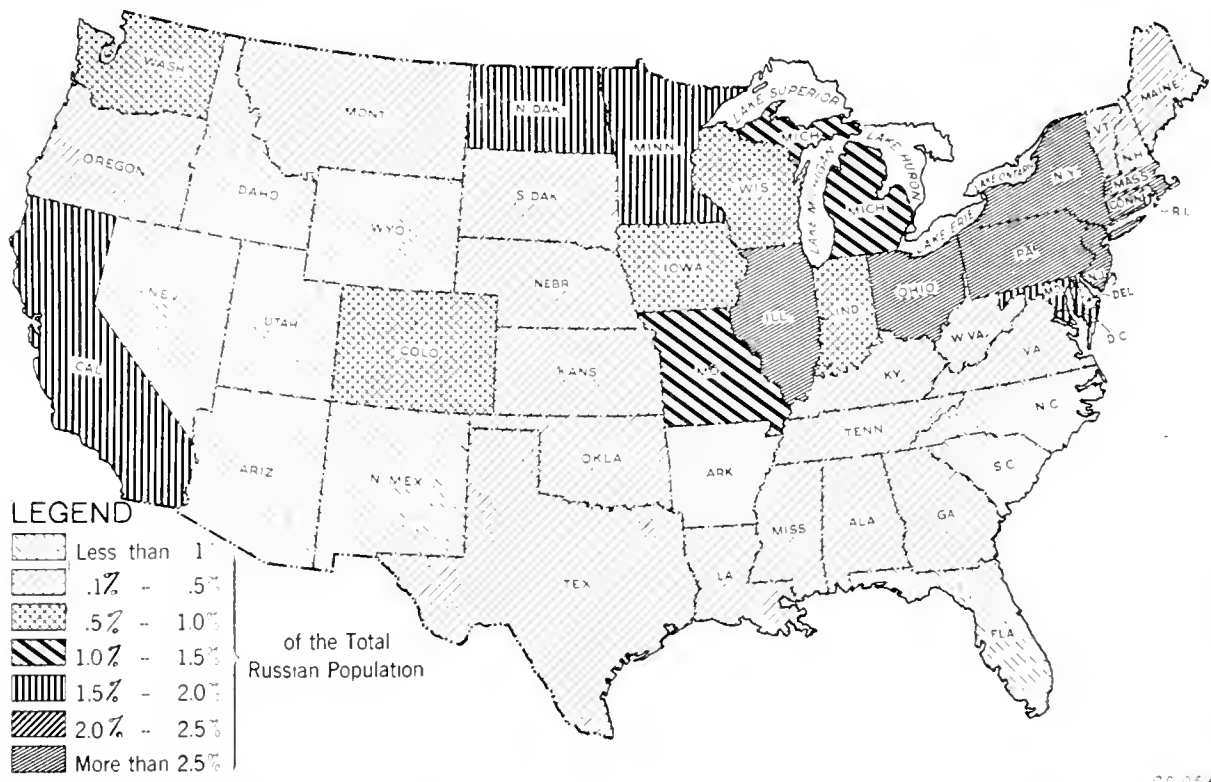 WASH
MONT
N. DAK
MINN
OREGON
IDAHO
WYO
S. DAK
WIS
MICH
MICH
LAKE SUPERIOR
LAKE MICHIGAN
LAKE HURON
LAKE ERIE
LAKE ONTARIO
MAINE
VT
N.H.
MASS
CONN
R.I.
N.Y.
PA.
N.J.
DEL
D.C.
NEV
UTAH
COLO
NEBR
IOWA
ILL
IND
OHIO
W.VA.
VA
CAL
KANS
MO
KY
TENN
N.C.
S.C.
ARIZ
N. MEX
OKLA
ARK
MISS
ALA
GA
TEX
LA
FLA
LEGEND
Less than
.1% - .5%
.5% - 1.0%
1.0% - 1.5%
1.5% - 2.0%
2.0% - 2.5%
More than 2.5%
of the Total
Russian Population